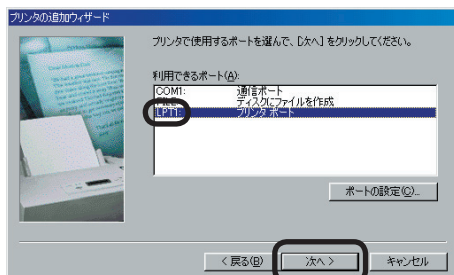 プリンタの追加ウィザード
プリンタで使用するポートを選んで、[次へ] をクリックしてください。
利用できるポート(A):
COM1: 通信ポート
FILE: ディスクにファイルを作成
LPT1: プリンタ ポート
ポートの設定(C)...
< 戻る(B)
次へ >
キャンセル